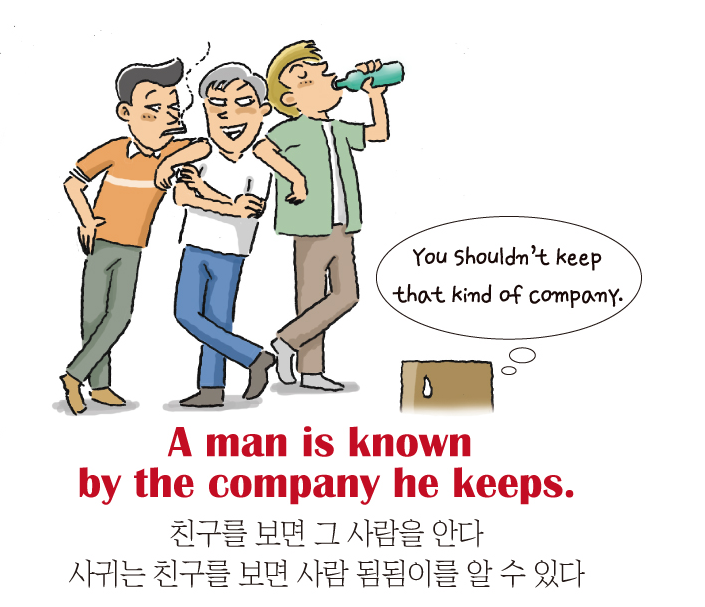 You shouldn't keep
that kind of company.
A man is known
by the company he keeps.
친구를 보면 그 사람을 안다
사귀는 친구를 보면 사람 됨됨이를 알 수 있다